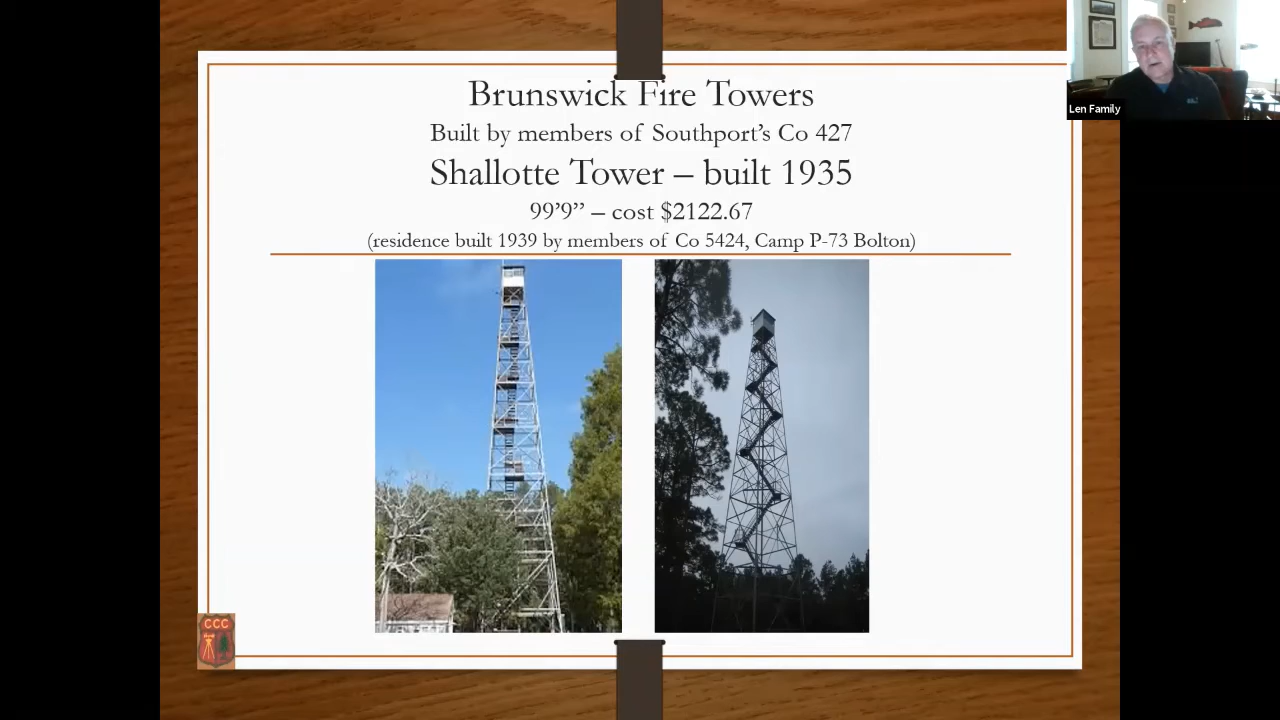 Brunswick Fire Towers
Built by members of Southport's Co 427
Shallotte Tower – built 1935
99'9" – cost $2122.67
(residence built 1939 by members of Co 5424, Camp P-73 Bolton)
Len Family
CCC